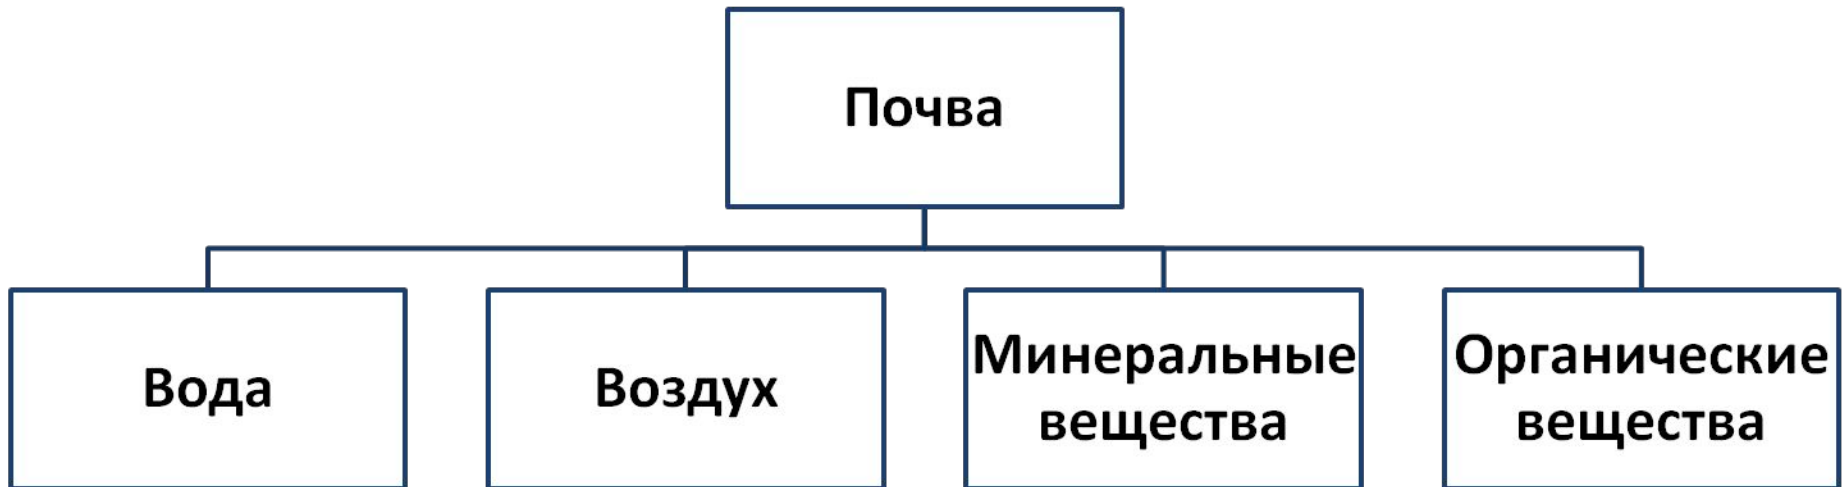 Почва
Вода
Воздух
Минеральные
вещества
Органические
вещества